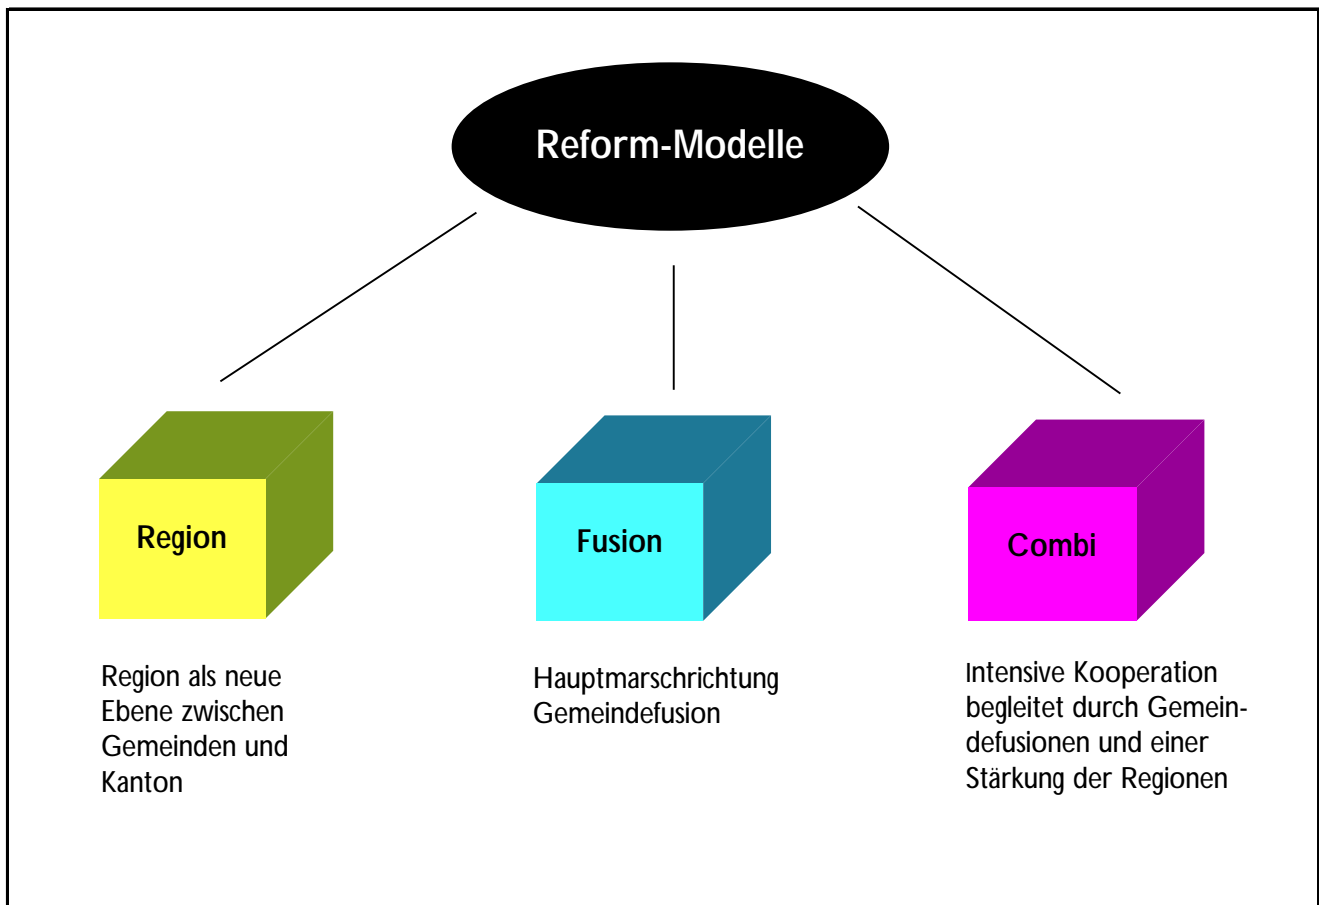 Reform-Modelle
Region
Fusion
Combi
Region als neue
Ebene zwischen
Gemeinden und
Kanton
Hauptmarschrichtung
Gemeindefusion
Intensive Kooperation
begleitet durch Gemein-
defusionen und einer
Stärkung der Regionen